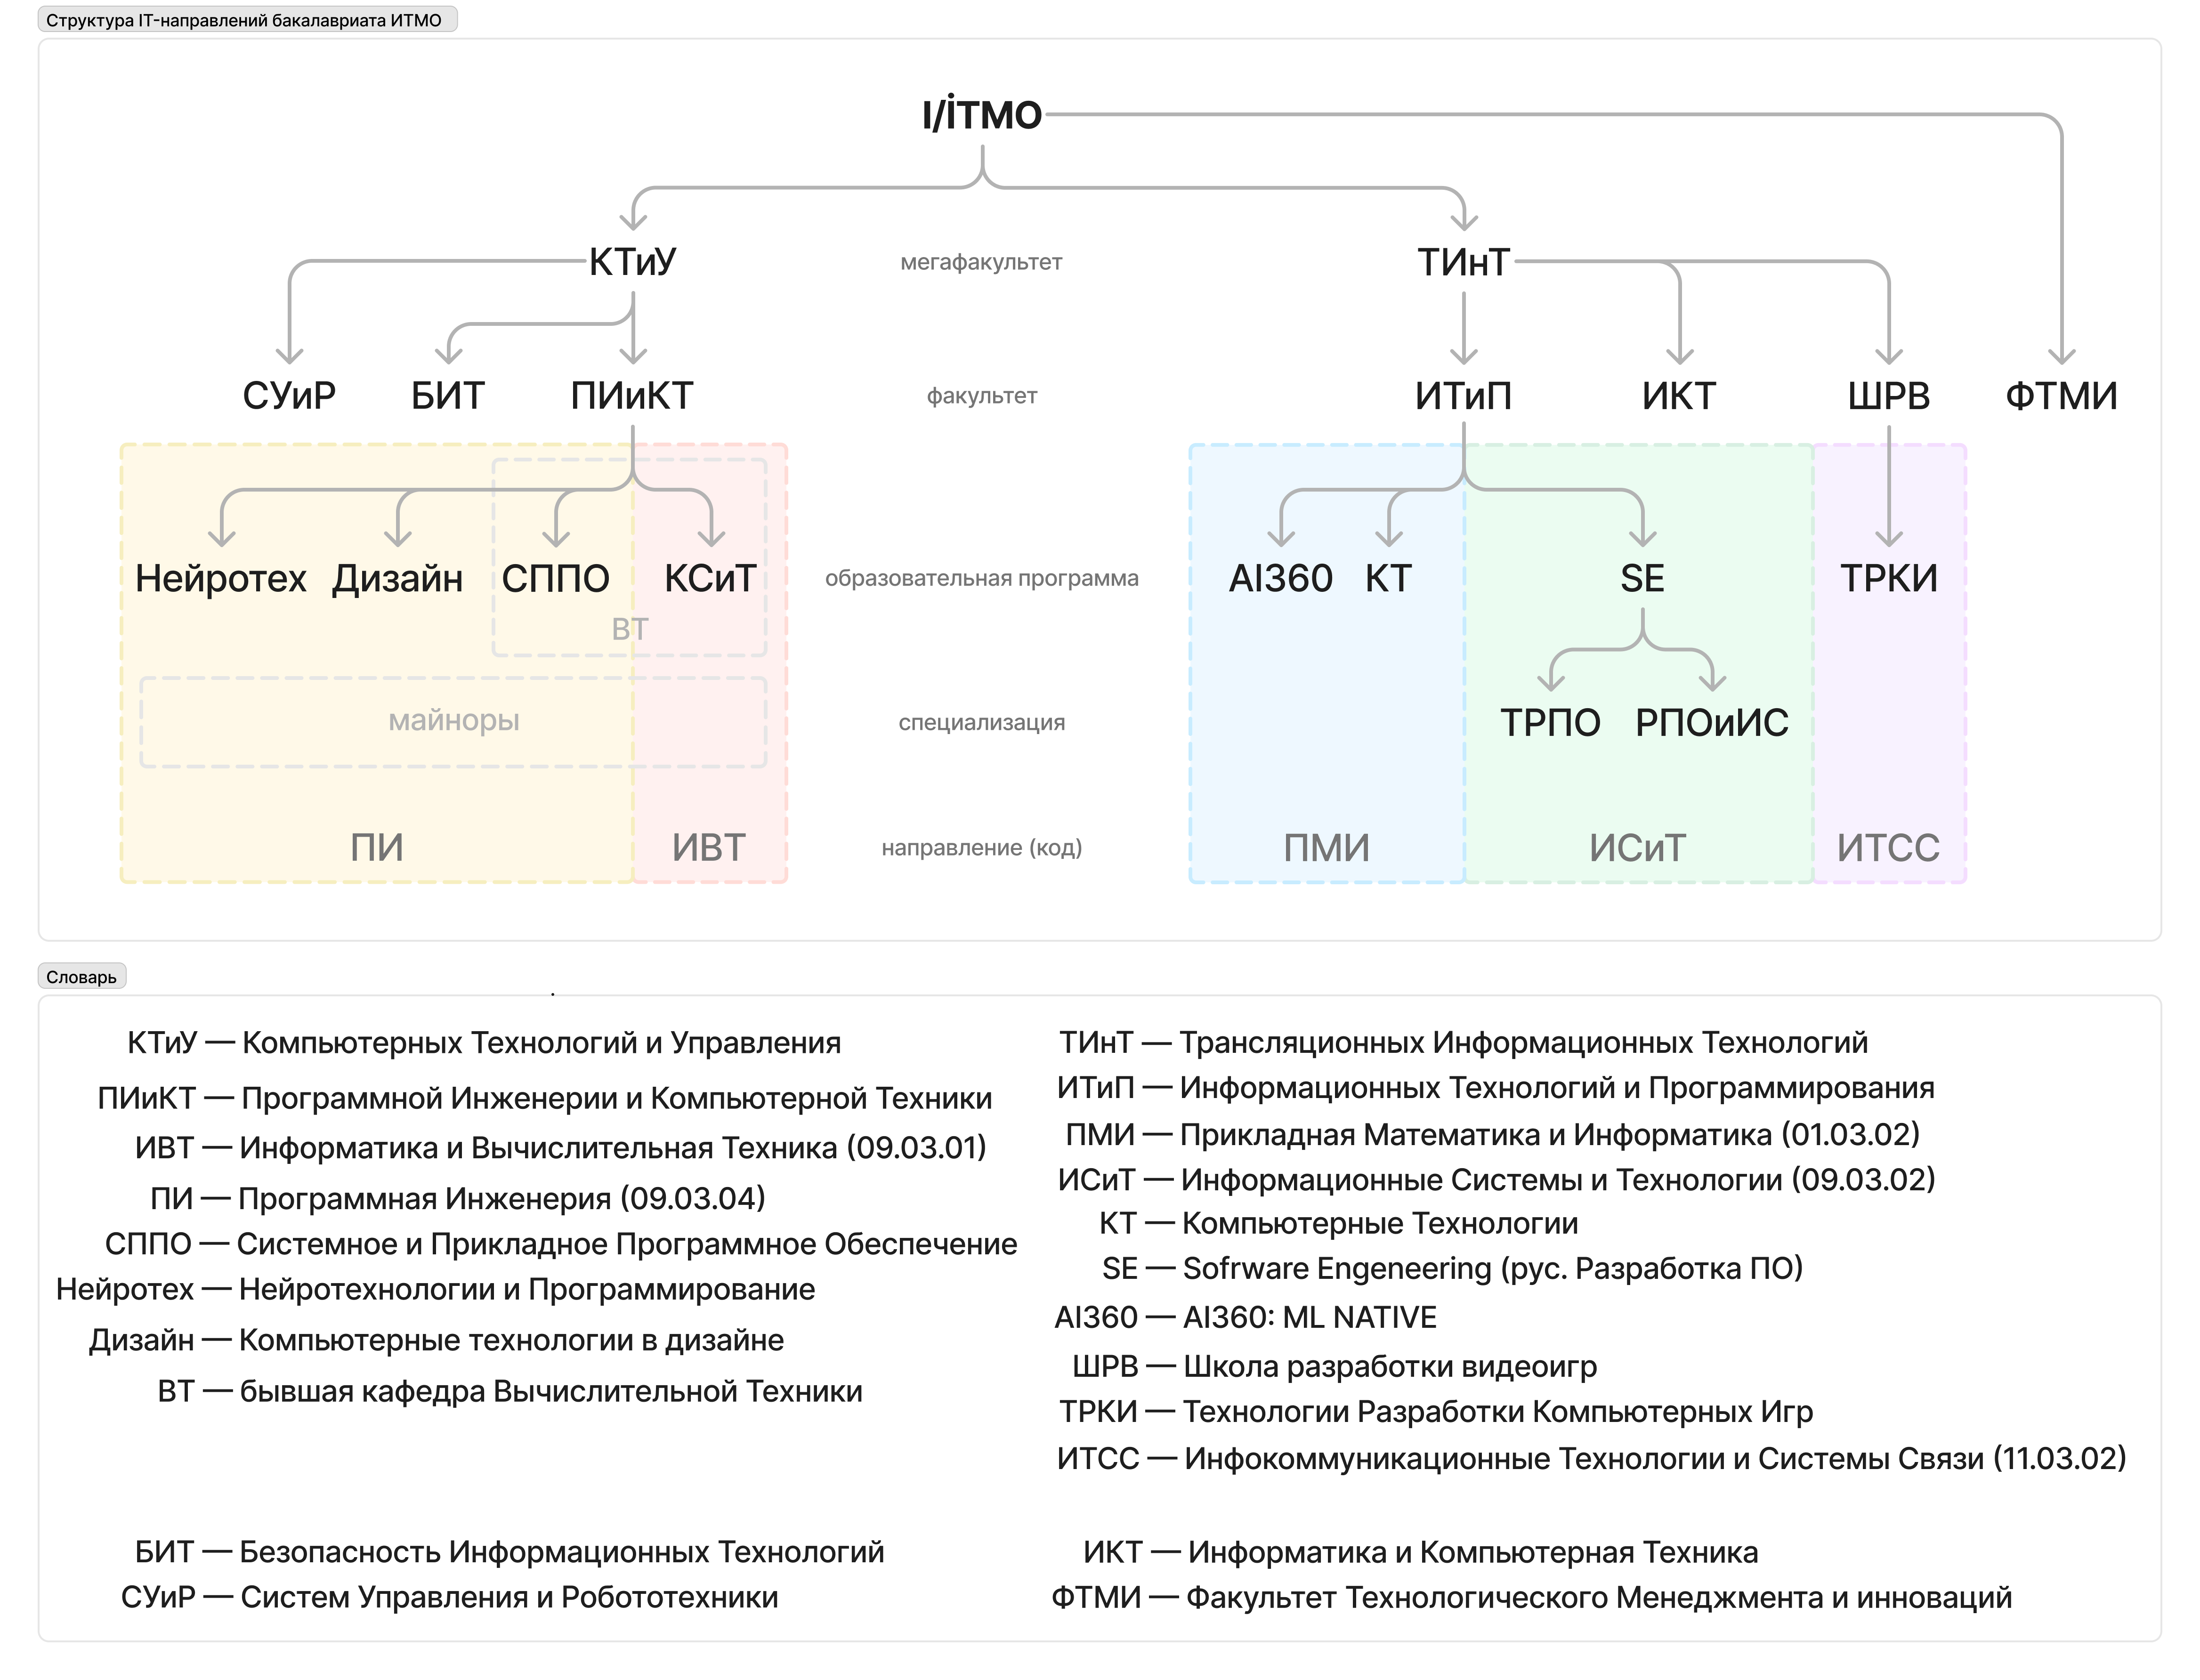 Структура IT-направлений бакалавриата ИТМО
I/İTMO
КТиУ мегафакультет ТИнТ
СУиР БИТ ПИиКТ факультет ИТиП ИКТ ШРВ ФТМИ
Нейротех Дизайн СППО КСиТ образовательная программа AI360 КТ SE ТРКИ
ВТ
майноры специализация ТРПО РПОиИС
ПИ ИВТ направление (код) ПМИ ИСиТ ИТСС
Словарь
КТиУ — Компьютерных Технологий и Управления
ПИиКТ — Программной Инженерии и Компьютерной Техники
ИВТ — Информатика и Вычислительная Техника (09.03.01)
ПИ — Программная Инженерия (09.03.04)
СППО — Системное и Прикладное Программное Обеспечение
Нейротех — Нейротехнологии и Программирование
Дизайн — Компьютерные технологии в дизайне
ВТ — бывшая кафедра Вычислительной Техники
БИТ — Безопасность Информационных Технологий
СУиР — Систем Управления и Робототехники
ТИнТ — Трансляционных Информационных Технологий
ИТиП — Информационных Технологий и Программирования
ПМИ — Прикладная Математика и Информатика (01.03.02)
ИСиТ — Информационные Системы и Технологии (09.03.02)
КТ — Компьютерные Технологии
SE — Sofrware Engeneering (рус. Разработка ПО)
AI360 — AI360: ML NATIVE
ШРВ — Школа разработки видеоигр
ТРКИ — Технологии Разработки Компьютерных Игр
ИТСС — Инфокоммуникационные Технологии и Системы Связи (11.03.02)
ИКТ — Информатика и Компьютерная Техника
ФТМИ — Факультет Технологического Менеджмента и инноваций